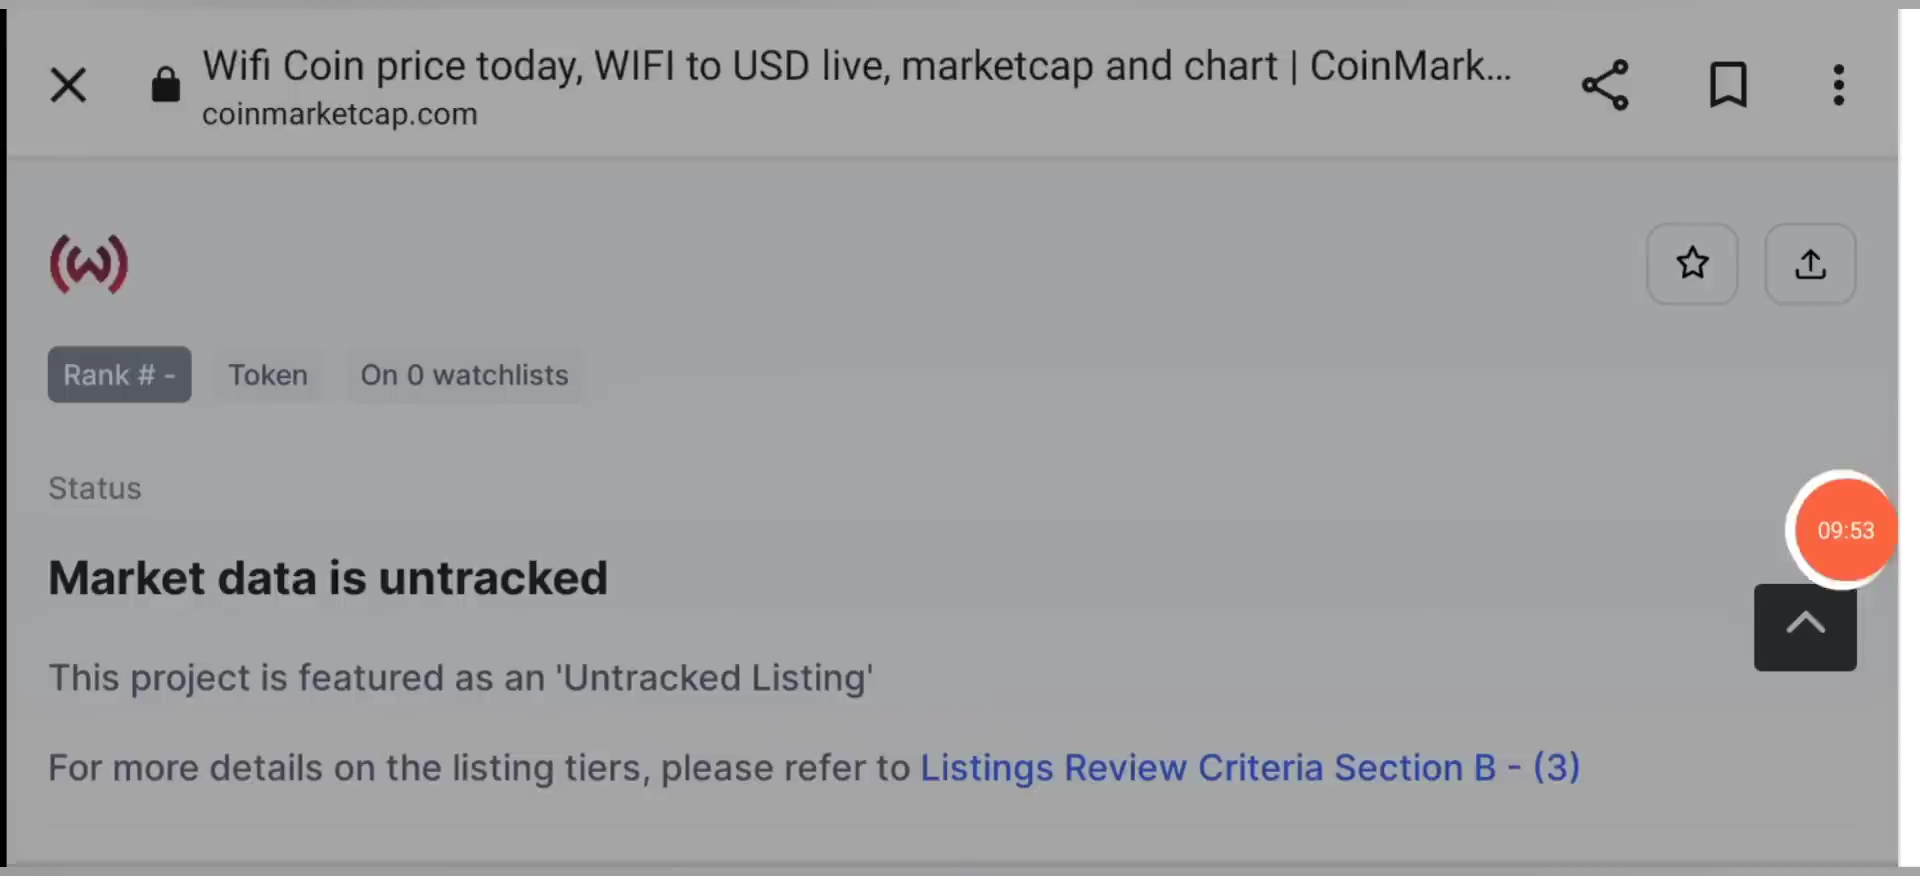 Wifi Coin price today, WIFI to USD live, marketcap and chart | CoinMark...
coinmarketcap.com
Rank # -
Token
On 0 watchlists
Status
09:53
Market data is untracked
This project is featured as an 'Untracked Listing'
For more details on the listing tiers, please refer to Listings Review Criteria Section B - (3)